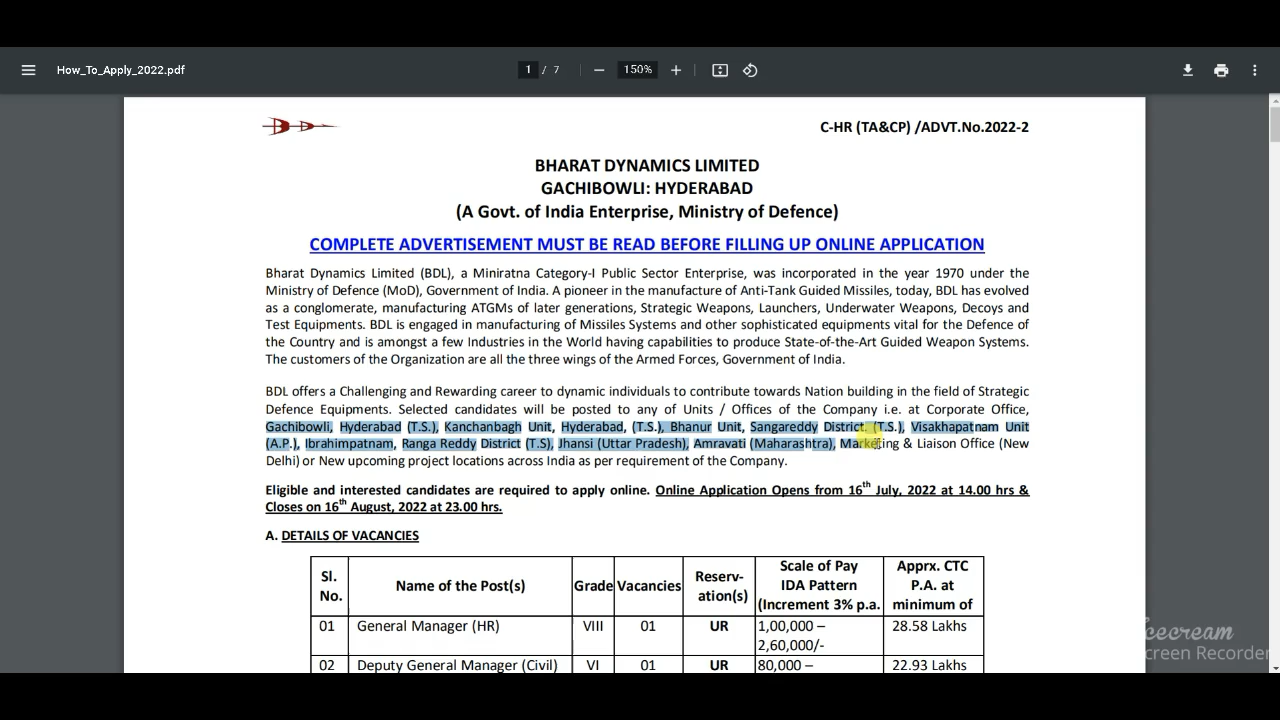 How_To_Apply_2022.pdf
1 / 7
150%
C-HR (TA&CP) /ADVT.No.2022-2
BHARAT DYNAMICS LIMITED
GACHIBOWLI: HYDERABAD
(A Govt. of India Enterprise, Ministry of Defence)
COMPLETE ADVERTISEMENT MUST BE READ BEFORE FILLING UP ONLINE APPLICATION
Bharat Dynamics Limited (BDL), a Miniratna Category-I Public Sector Enterprise, was incorporated in the year 1970 under the
Ministry of Defence (MoD), Government of India. A pioneer in the manufacture of Anti-Tank Guided Missiles, today, BDL has evolved
as a conglomerate, manufacturing ATGMs of later generations, Strategic Weapons, Launchers, Underwater Weapons, Decoys and
Test Equipments. BDL is engaged in manufacturing of Missiles Systems and other sophisticated equipments vital for the Defence of
the Country and is amongst a few Industries in the World having capabilities to produce State-of-the-Art Guided Weapon Systems.
The customers of the Organization are all the three wings of the Armed Forces, Government of India.
BDL offers a Challenging and Rewarding career to dynamic individuals to contribute towards Nation building in the field of Strategic
Defence Equipments. Selected candidates will be posted to any of Units / Offices of the Company i.e. at Corporate Office,
Gachibowli, Hyderabad (T.S.), Kanchanbagh Unit, Hyderabad, (T.S.), Bhanur Unit, Sangareddy District, (T.S.), Visakhapatnam Unit
(A.P.), Ibrahimpatnam, Ranga Reddy District (T.S), Jhansi (Uttar Pradesh), Amravati (Maharashtra), Marketing & Liaison Office (New
Delhi) or New upcoming project locations across India as per requirement of the Company.
Eligible and interested candidates are required to apply online. Online Application Opens from 16th July, 2022 at 14.00 hrs &
Closes on 16th August, 2022 at 23.00 hrs.
A. DETAILS OF VACANCIES
Sl. No. Name of the Post(s) Grade Vacancies Reserv-ation(s) Scale of Pay IDA Pattern (Increment 3% p.a. Apprx. CTC P.A. at minimum of
01 General Manager (HR) VIII 01 UR 1,00,000 – 2,60,000/- 28.58 Lakhs
02 Deputy General Manager (Civil) VI 01 UR 80,000 – 22.93 Lakhs
cecream
creen Recorder